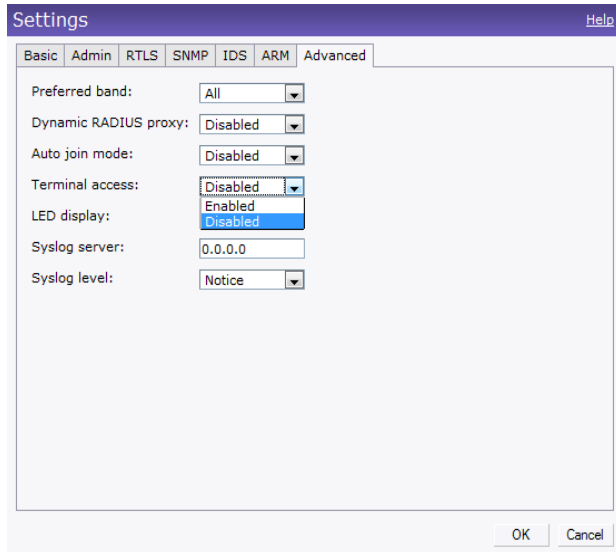 Settings Help
Basic Admin RTLS SNMP IDS ARM Advanced
Preferred band: All
Dynamic RADIUS proxy: Disabled
Auto join mode: Disabled
Terminal access: Disabled
Enabled
LED display: Disabled
Syslog server: 0.0.0.0
Syslog level: Notice
OK Cancel